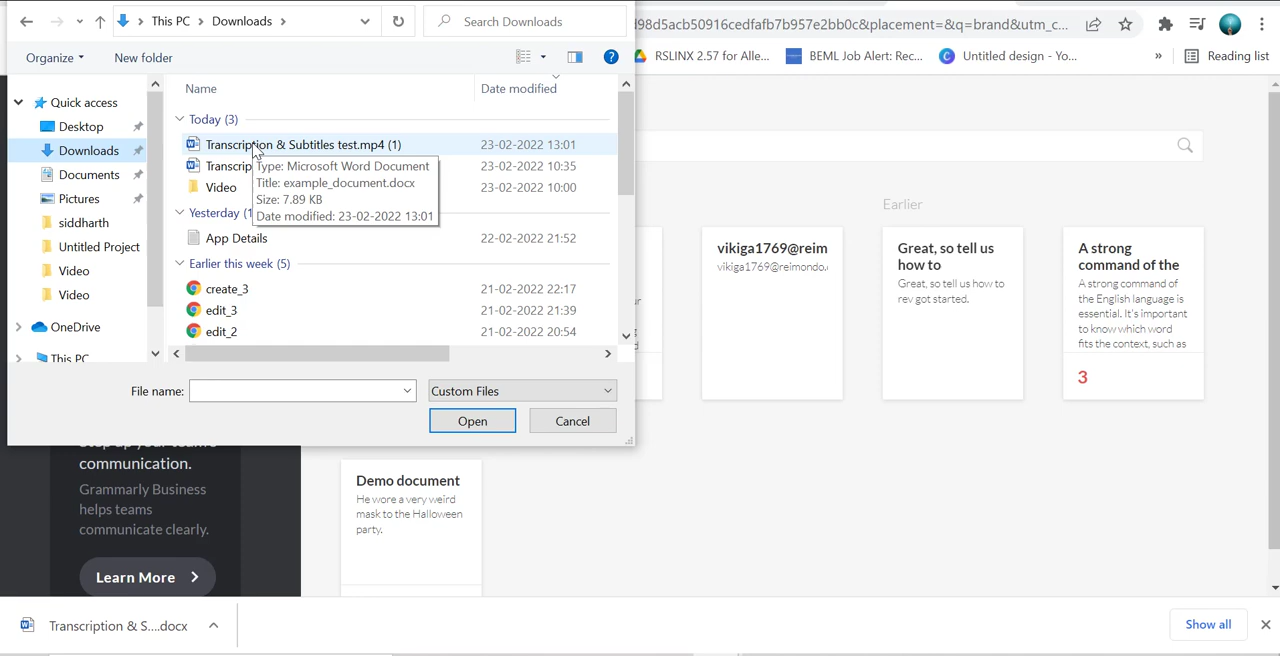 This PC > Downloads >
Search Downloads
98d5acb50916cedfafb7b957e2bb0c&placement=&q=brand&utm_c...
Organize
New folder
RSLINX 2.57 for Alle...
BEML Job Alert: Rec...
Untitled design - Yo...
»
Reading list
Name
Date modified
Quick access
Desktop
Downloads
Documents
Pictures
siddharth
Untitled Project
Video
Video
OneDrive
This PC
Today (3)
Transcription & Subtitles test.mp4 (1) 23-02-2022 13:01
Transcrip 23-02-2022 10:35
Video 23-02-2022 10:00
Type: Microsoft Word Document
Title: example_document.docx
Size: 7.89 KB
Date modified: 23-02-2022 13:01
Yesterday (1
App Details 22-02-2022 21:52
Earlier this week (5)
create_3 21-02-2022 22:17
edit_3 21-02-2022 21:39
edit_2 21-02-2022 20:54
File name:
Custom Files
Open
Cancel
Earlier
vikiga1769@reim
vikiga1769@reimondo.
Great, so tell us
how to
Great, so tell us how to
rev got started.
A strong
command of the
A strong command of
the English language is
essential. It's important
to know which word
fits the context, such as
3
communication.
Grammarly Business
helps teams
communicate clearly.
Learn More
Demo document
He wore a very weird
mask to the Halloween
party.
Transcription & S....docx
Show all